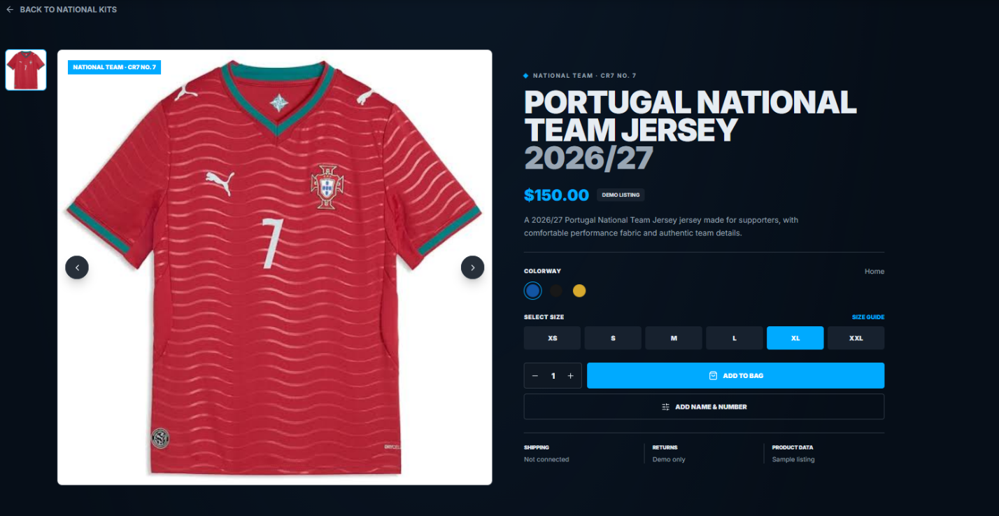 BACK TO NATIONAL KITS
NATIONAL TEAM · CR7 NO. 7
7
DRYCELL
NATIONAL TEAM · CR7 NO. 7
PORTUGAL NATIONAL
TEAM JERSEY
2026/27
$150.00
DEMO LISTING
A 2026/27 Portugal National Team Jersey jersey made for supporters, with
comfortable performance fabric and authentic team details.
COLORWAY
Home
SELECT SIZE
SIZE GUIDE
XS
S
M
L
XL
XXL
1
ADD TO BAG
ADD NAME & NUMBER
SHIPPING
Not connected
RETURNS
Demo only
PRODUCT DATA
Sample listing